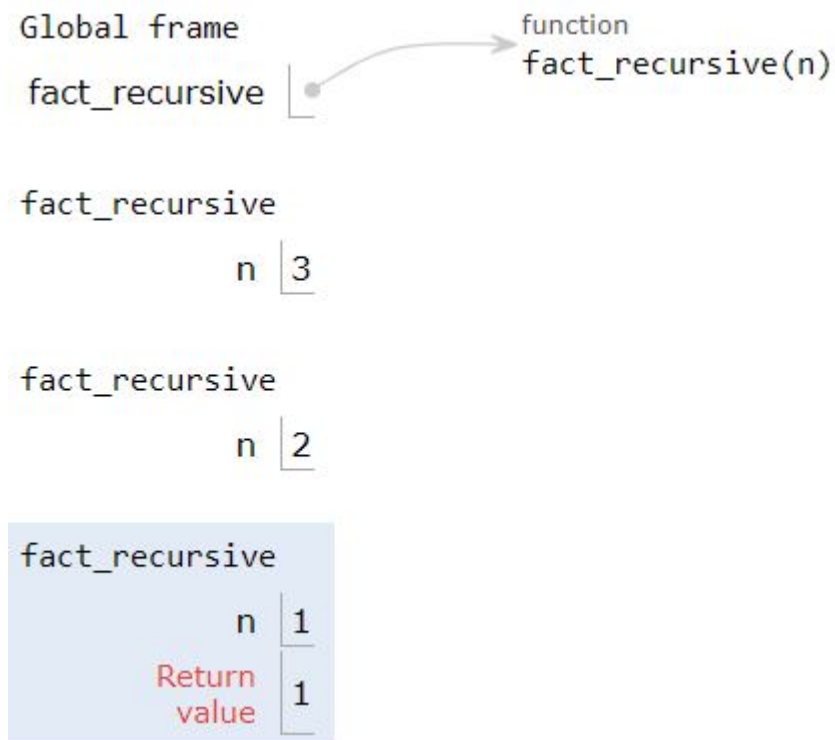 Global frame
function
fact_recursive(n)
fact_recursive
fact_recursive
n 3
fact_recursive
n 2
fact_recursive
n 1
Return
value 1